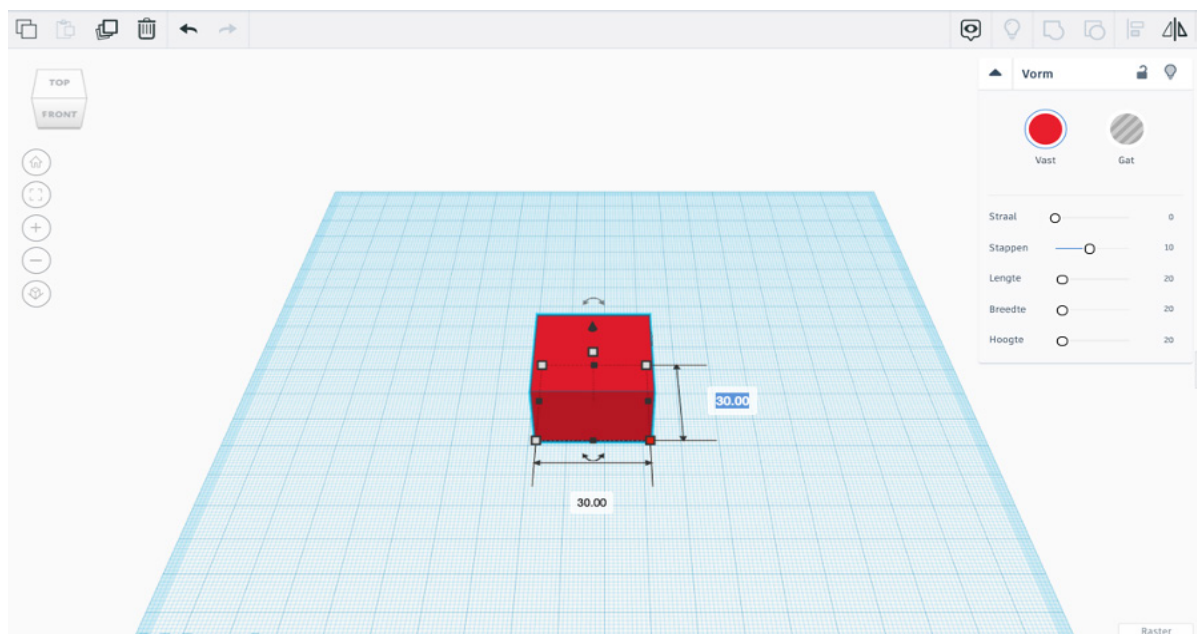 TOP
FRONT
Vorm
Vast Gat
Straal 0
Stappen 10
Lengte 20
Breedte 20
Hoogte 20
30.00
30.00
Raster